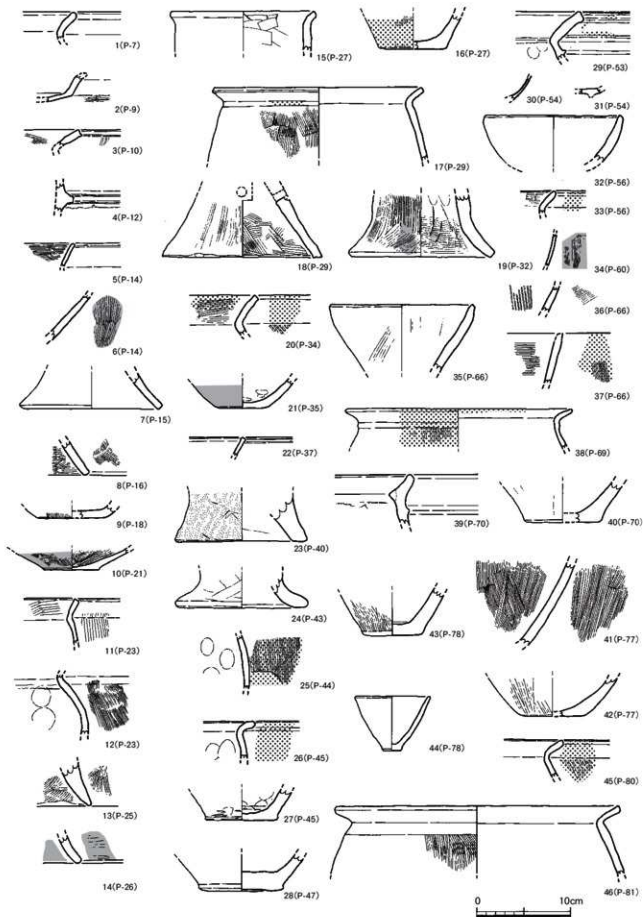 1(P-7)
2(P-9)
3(P-10)
4(P-12)
5(P-14)
6(P-14)
7(P-15)
8(P-16)
9(P-18)
10(P-21)
11(P-23)
12(P-23)
13(P-25)
14(P-26)
15(P-27)
16(P-27)
17(P-29)
18(P-29)
19(P-32)
20(P-34)
21(P-35)
22(P-37)
23(P-40)
24(P-43)
25(P-44)
26(P-45)
27(P-45)
28(P-47)
29(P-53)
30(P-54)
31(P-54)
32(P-56)
33(P-56)
34(P-60)
35(P-66)
36(P-66)
37(P-66)
38(P-69)
39(P-70)
40(P-70)
41(P-77)
42(P-77)
43(P-78)
44(P-78)
45(P-80)
46(P-81)
0 10cm